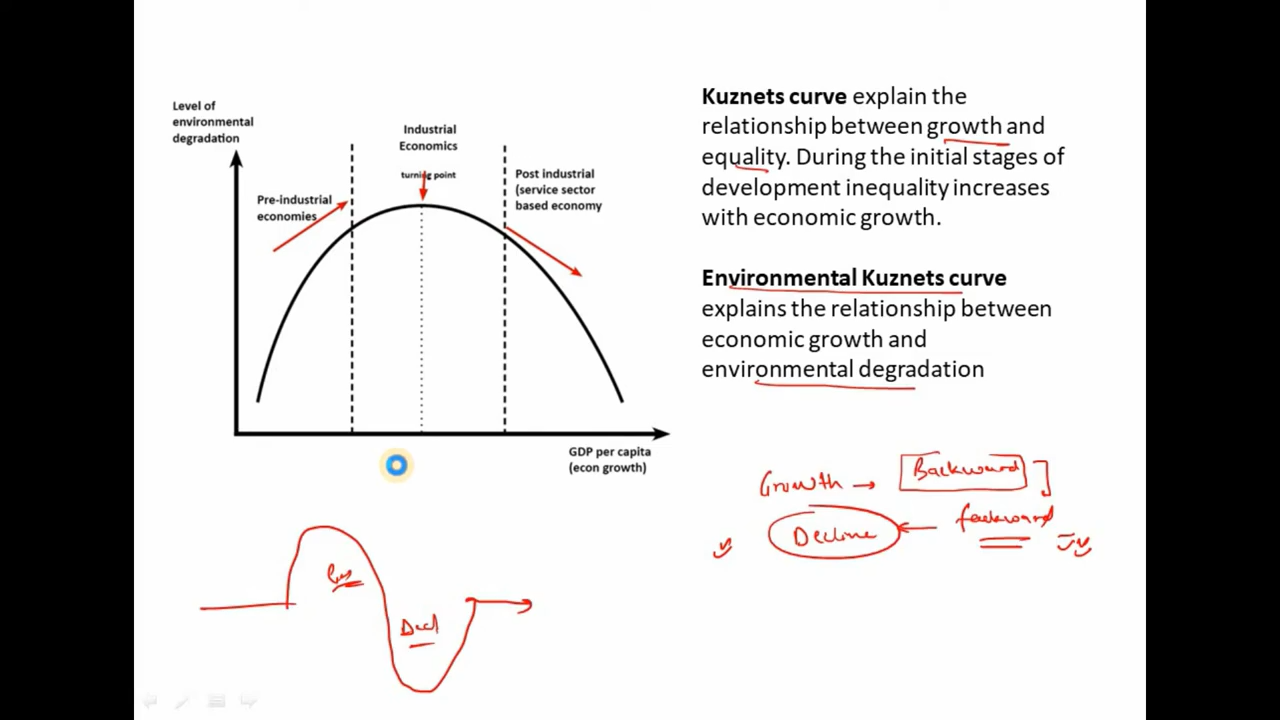 Level of
environmental
degradation
Industrial
Economics
turning point
Pre-industrial
economies
Post industrial
(service sector
based economy
GDP per capita
(econ growth)
Kuznets curve explain the
relationship between growth and
equality. During the initial stages of
development inequality increases
with economic growth.
Environmental Kuznets curve
explains the relationship between
economic growth and
environmental degradation
Growth → Backward
Decline ←
Decl